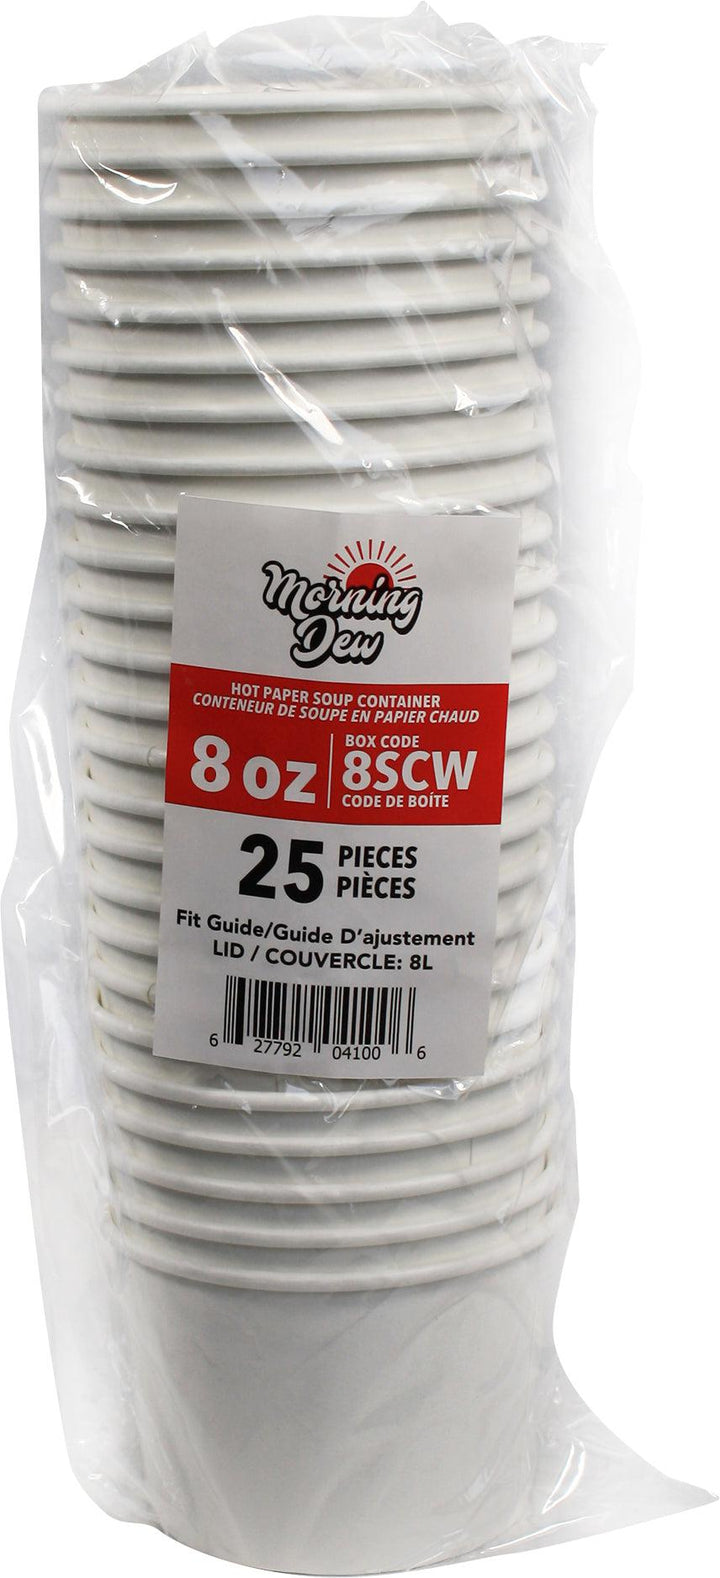 Morning
Dew
HOT PAPER SOUP CONTAINER
CONTENEUR DE SOUPE EN PAPIER CHAUD
8 oz
BOX CODE
8SCW
CODE DE BOÍTE
25
PIECES
PIÈCES
Fit Guide/Guide D'ajustement
LID / COUVERCLE: 8L
6 27792 04100 6